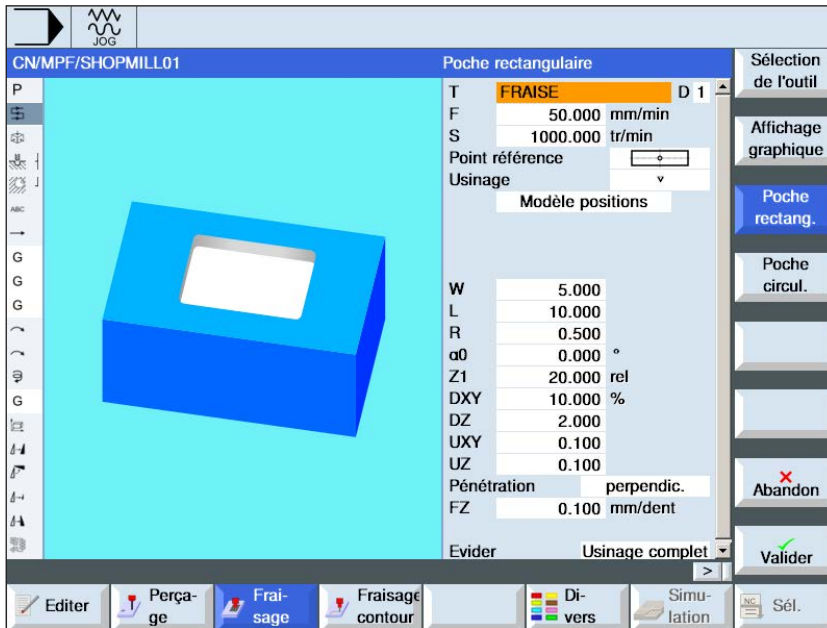 JOG
CN/MPF/SHOPMILL01
Poche rectangulaire
P
ABC
G
G
G
G
T FRAISE D 1
F 50.000 mm/min
S 1000.000 tr/min
Point référence
Usinage ∨
Modèle positions
W 5.000
L 10.000
R 0.500
α0 0.000 °
Z1 20.000 rel
DXY 10.000 %
DZ 2.000
UXY 0.100
UZ 0.100
Pénétration perpendic.
FZ 0.100 mm/dent
Evider Usinage complet
>
Sélection
de l'outil
Affichage
graphique
Poche
rectang.
Poche
circul.
Abandon
Valider
Editer
Perça-
ge
Frai-
sage
Fraisage
contour
Di-
vers
Simu-
lation
NC
Sél.